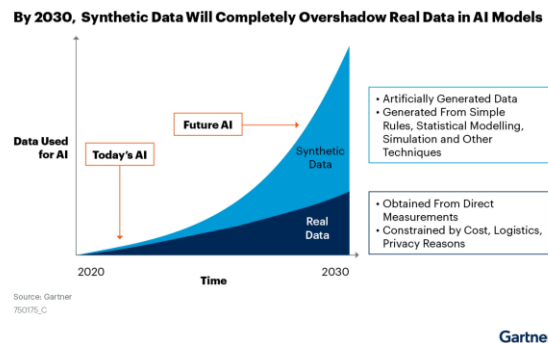 By 2030, Synthetic Data Will Completely Overshadow Real Data in AI Models
Data Used
for AI
Today's AI
Future AI
Synthetic
Data
Real
Data
• Artificially Generated Data
• Generated From Simple
Rules, Statistical Modelling,
Simulation and Other
Techniques
• Obtained From Direct
Measurements
• Constrained by Cost, Logistics,
Privacy Reasons
2020
2030
Time
Source: Gartner
750175_C
Gartne